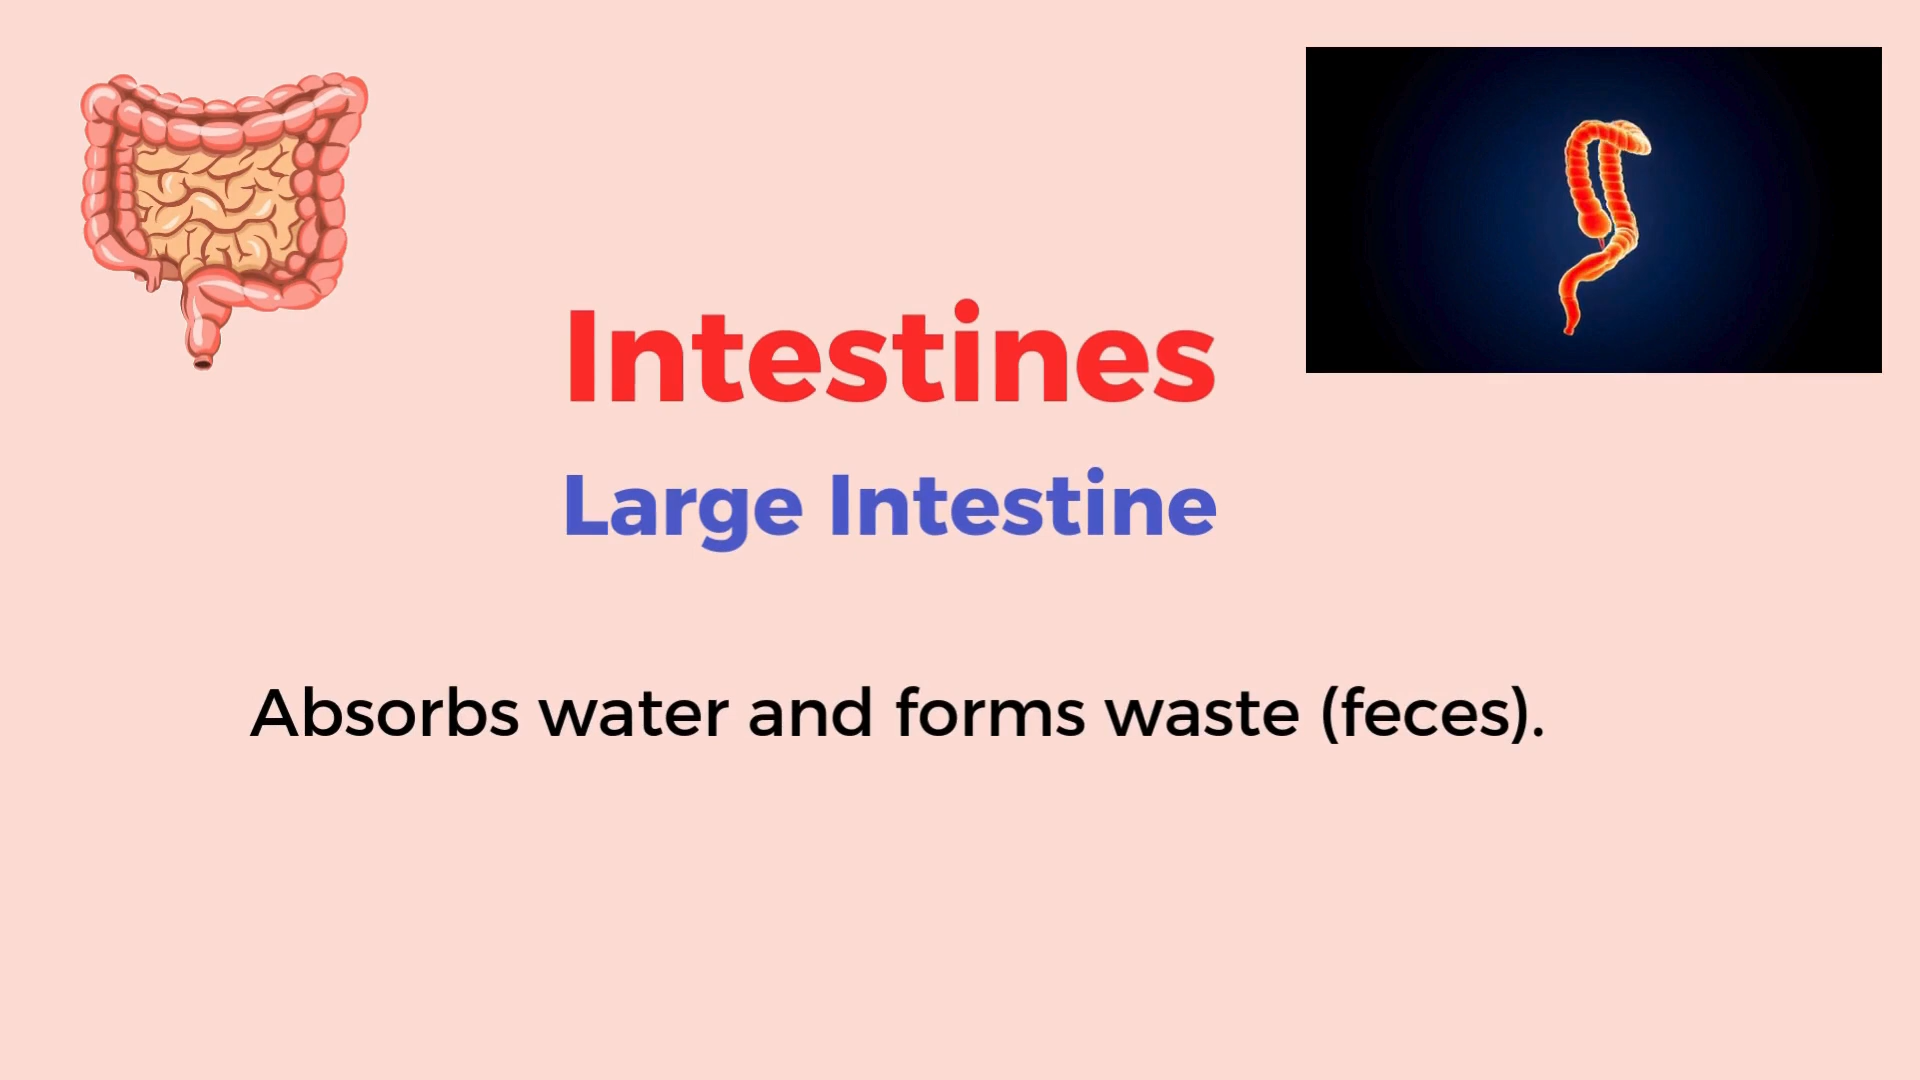 Intestines
Large Intestine
Absorbs water and forms waste (feces).